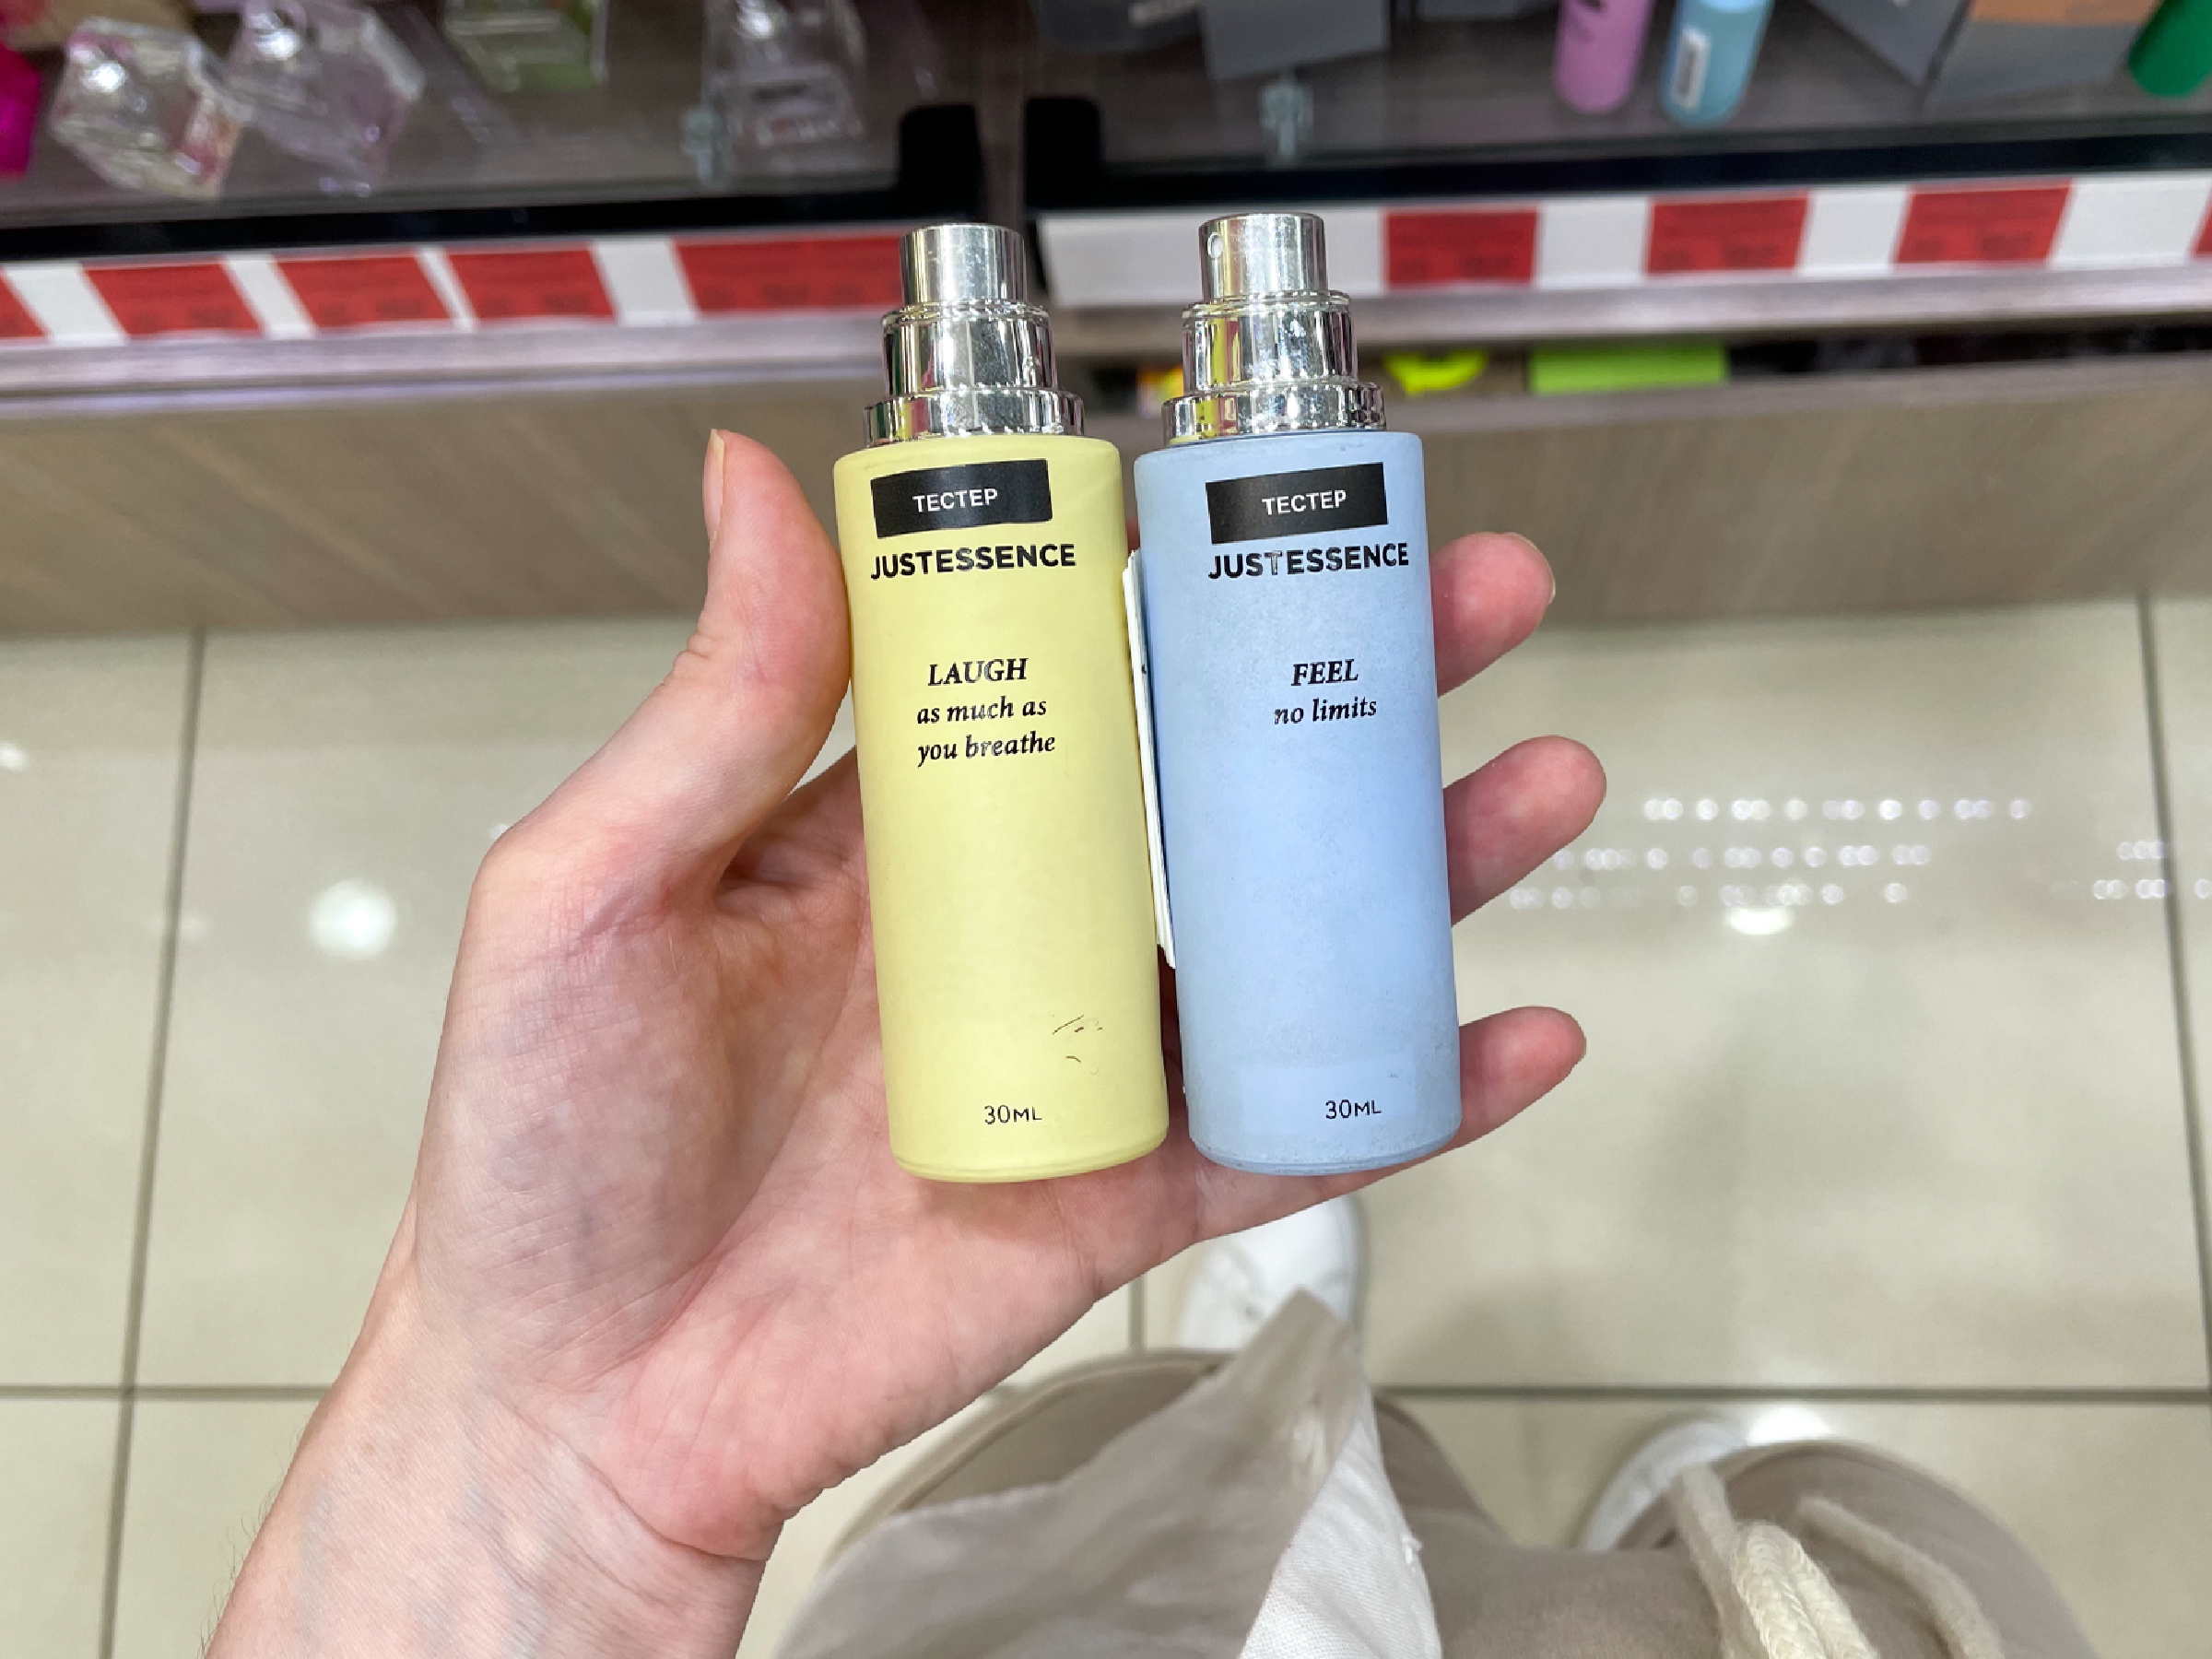 ТЕСТЕР
JUSTESSENCE
LAUGH
as much as
you breathe
30ML
ТЕСТЕР
JUSTESSENCE
FEEL
no limits
30ML